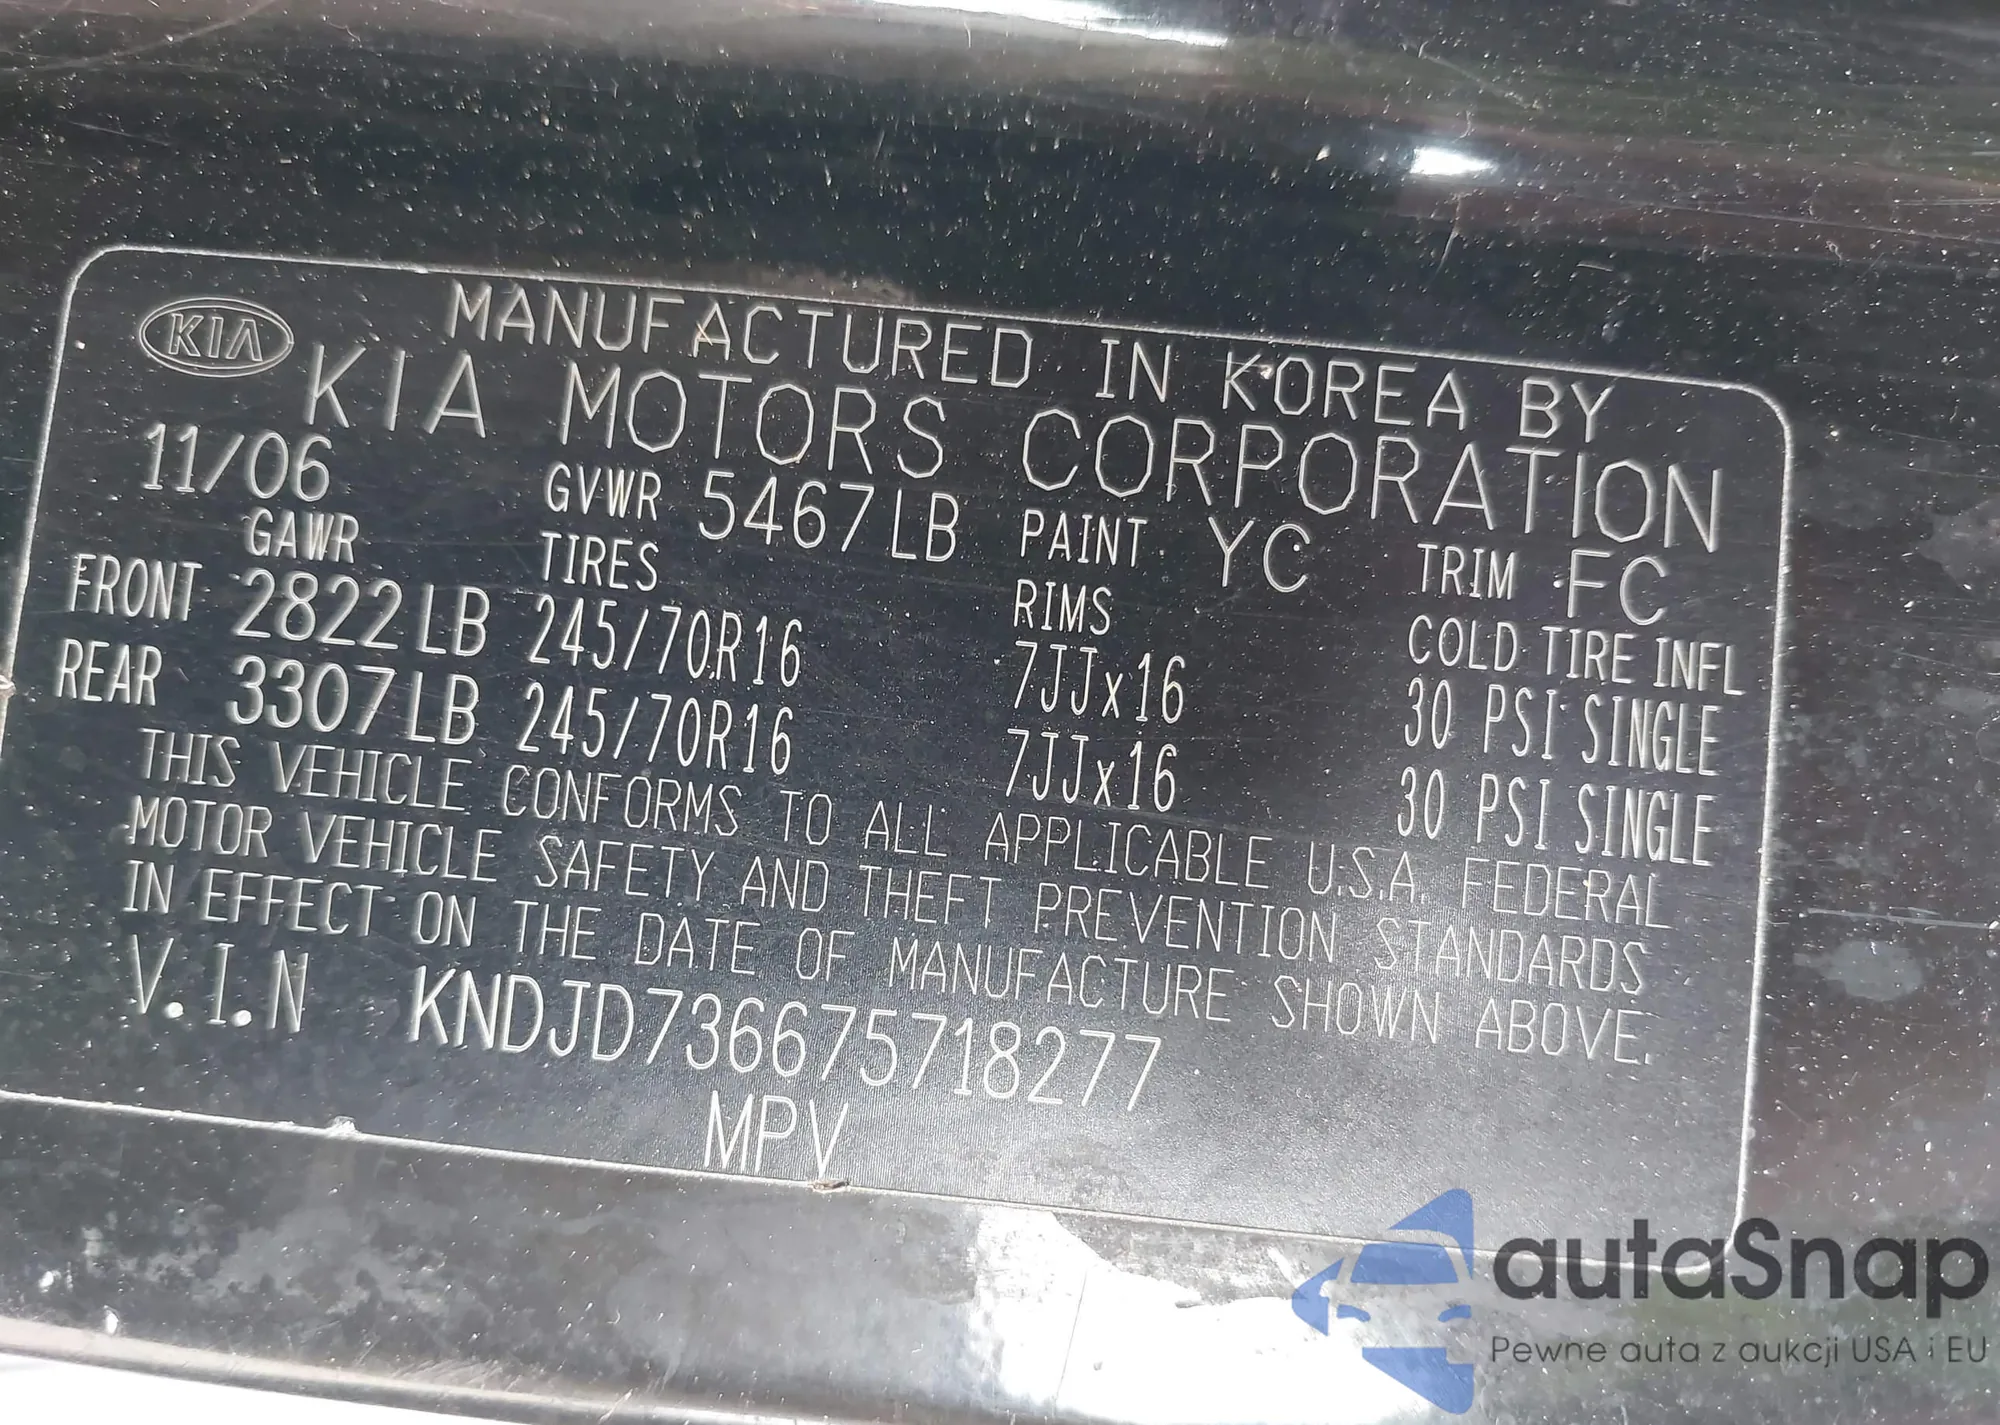 KIA
MANUFACTURED IN KOREA BY
KIA MOTORS CORPORATION
11/06 GVWR 5467LB PAINT YC TRIM FC
GAWR TIRES RIMS COLD TIRE INFL
FRONT 2822LB 245/70R16 7JJx16 30 PSI SINGLE
REAR 3307LB 245/70R16 7JJx16 30 PSI SINGLE
THIS VEHICLE CONFORMS TO ALL APPLICABLE U.S.A. FEDERAL
MOTOR VEHICLE SAFETY AND THEFT PREVENTION STANDARDS
IN EFFECT ON THE DATE OF MANUFACTURE SHOWN ABOVE.
V.I.N KNDJD736675718277
MPV
autaSnap
Pewne auta z aukcji USA i EU